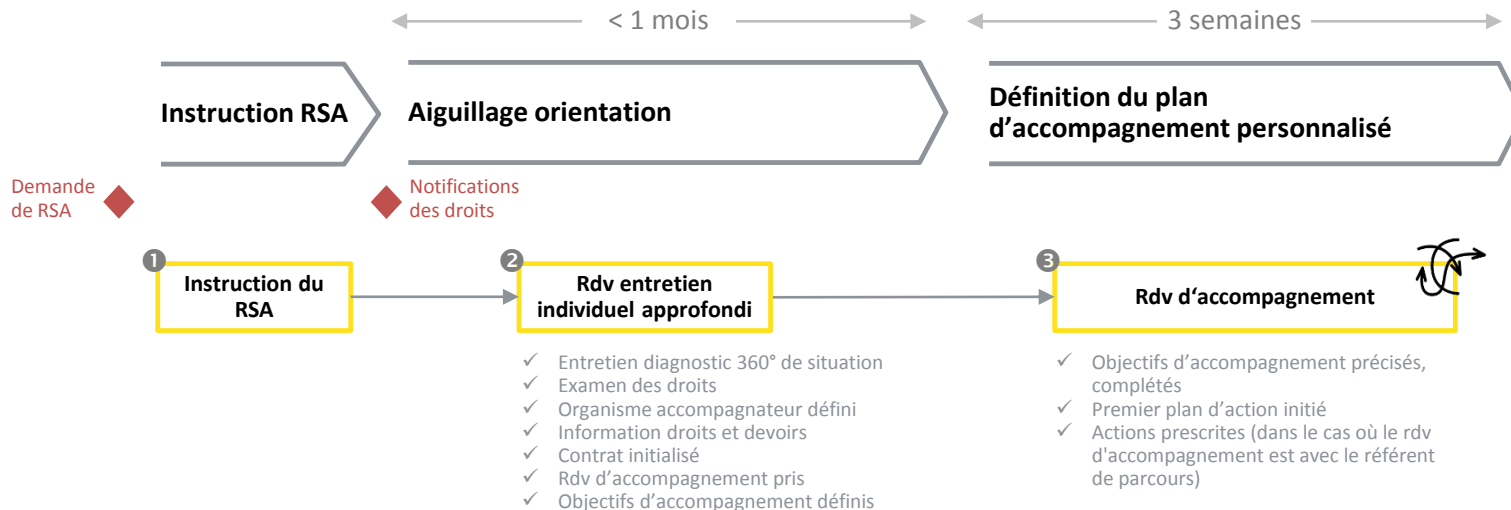 < 1 mois
3 semaines
Instruction RSA
Aiguillage orientation
Définition du plan
d'accompagnement personnalisé
Demande
de RSA
Notifications
des droits
1
Instruction du
RSA
2
Rdv entretien
individuel approfondi
3
Rdv d'accompagnement
✓ Entretien diagnostic 360° de situation
✓ Examen des droits
✓ Organisme accompagnateur défini
✓ Information droits et devoirs
✓ Contrat initialisé
✓ Rdv d'accompagnement pris
✓ Objectifs d'accompagnement définis
✓ Objectifs d'accompagnement précisés,
complétés
✓ Premier plan d'action initié
✓ Actions prescrites (dans le cas où le rdv
d'accompagnement est avec le référent
de parcours)